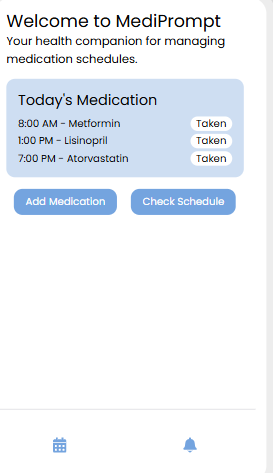 Welcome to MediPrompt
Your health companion for managing
medication schedules.
Today's Medication
8:00 AM - Metformin Taken
1:00 PM - Lisinopril Taken
7:00 PM - Atorvastatin Taken
Add Medication Check Schedule